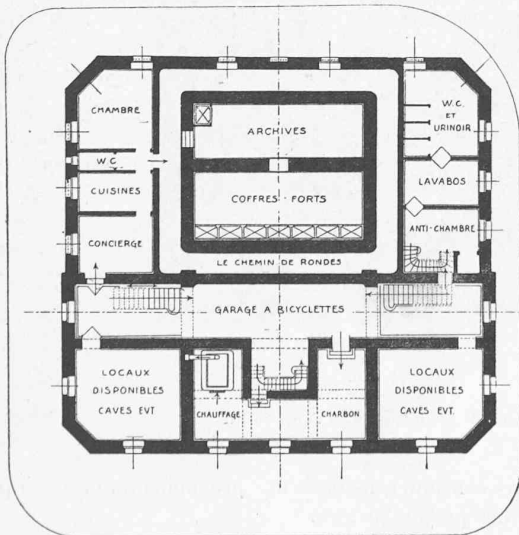 CHAMBRE
W.C
CUISINES
CONCIERGE
ARCHIVES
COFFRES-FORTS
LE CHEMIN DE RONDES
W.C.
ET
URINOIR
LAVABOS
ANTI-CHAMBRE
GARAGE A BICYCLETTES
LOCAUX
DISPONIBLES
CAVES EVT
CHAUFFAGE
CHARBON
LOCAUX
DISPONIBLES
CAVES EVT.